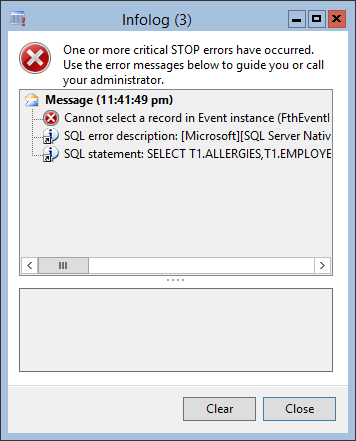 Infolog (3)
One or more critical STOP errors have occurred.
Use the error messages below to guide you or call
your administrator.
Message (11:41:49 pm)
Cannot select a record in Event instance (FthEventI
SQL error description: [Microsoft][SQL Server Nativ
SQL statement: SELECT T1.ALLERGIES,T1.EMPLOYE
Clear
Close